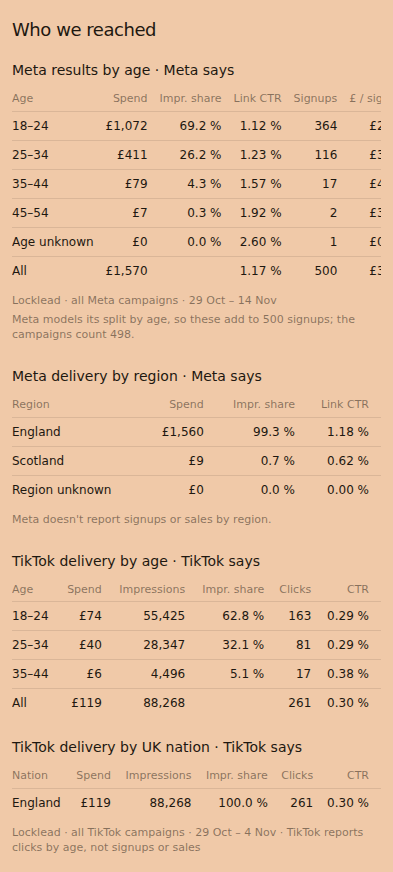 Who we reached
Meta results by age · Meta says
Age Spend Impr. share Link CTR Signups £ / sig
18–24 £1,072 69.2 % 1.12 % 364 £2
25–34 £411 26.2 % 1.23 % 116 £3
35–44 £79 4.3 % 1.57 % 17 £4
45–54 £7 0.3 % 1.92 % 2 £3
Age unknown £0 0.0 % 2.60 % 1 £0
All £1,570 1.17 % 500 £3
Locklead · all Meta campaigns · 29 Oct – 14 Nov
Meta models its split by age, so these add to 500 signups; the
campaigns count 498.
Meta delivery by region · Meta says
Region Spend Impr. share Link CTR
England £1,560 99.3 % 1.18 %
Scotland £9 0.7 % 0.62 %
Region unknown £0 0.0 % 0.00 %
Meta doesn't report signups or sales by region.
TikTok delivery by age · TikTok says
Age Spend Impressions Impr. share Clicks CTR
18–24 £74 55,425 62.8 % 163 0.29 %
25–34 £40 28,347 32.1 % 81 0.29 %
35–44 £6 4,496 5.1 % 17 0.38 %
All £119 88,268 261 0.30 %
TikTok delivery by UK nation · TikTok says
Nation Spend Impressions Impr. share Clicks CTR
England £119 88,268 100.0 % 261 0.30 %
Locklead · all TikTok campaigns · 29 Oct – 4 Nov · TikTok reports
clicks by age, not signups or sales